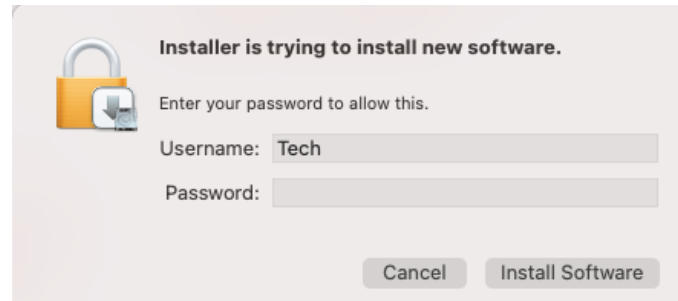 Installer is trying to install new software.
Enter your password to allow this.
Username: Tech
Password:
Cancel Install Software